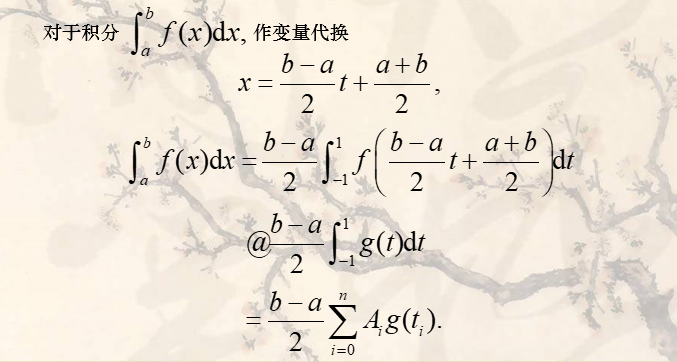 对于积分 $\int_a^b f(x)\mathrm{d}x$, 作变量代换
$x = \frac{b-a}{2}t + \frac{a+b}{2},$
$\int_a^b f(x)\mathrm{d}x = \frac{b-a}{2}\int_{-1}^{1} f\left(\frac{b-a}{2}t + \frac{a+b}{2}\right)\mathrm{d}t$
$@\frac{b-a}{2}\int_{-1}^{1} g(t)\mathrm{d}t$
$= \frac{b-a}{2}\sum_{i=0}^{n} A_i g(t_i).$